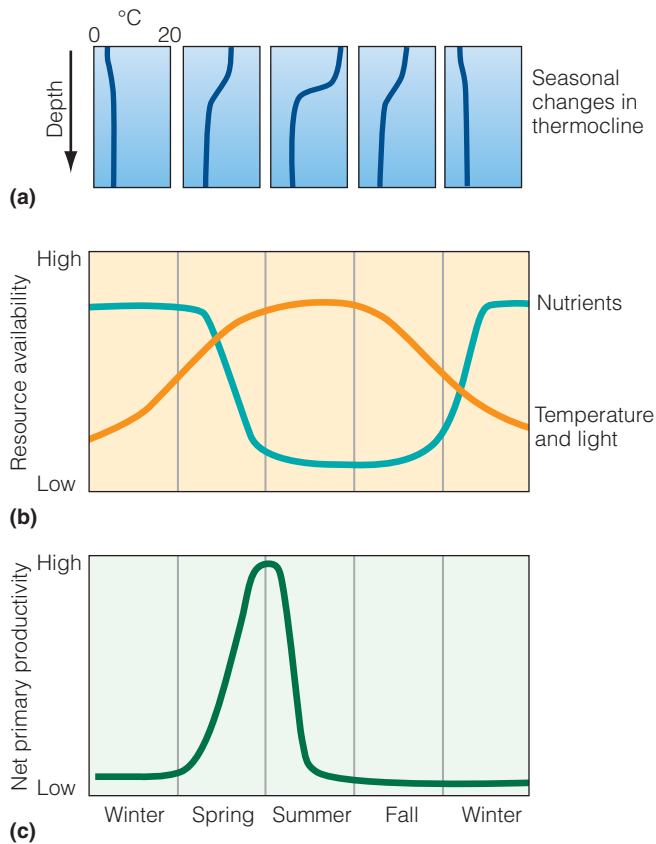 °C
0 20
Depth
Seasonal
changes in
thermocline
(a)
High
Resource availability
Nutrients
Temperature
and light
Low
(b)
High
Net primary productivity
Low
Winter Spring Summer Fall Winter
(c)